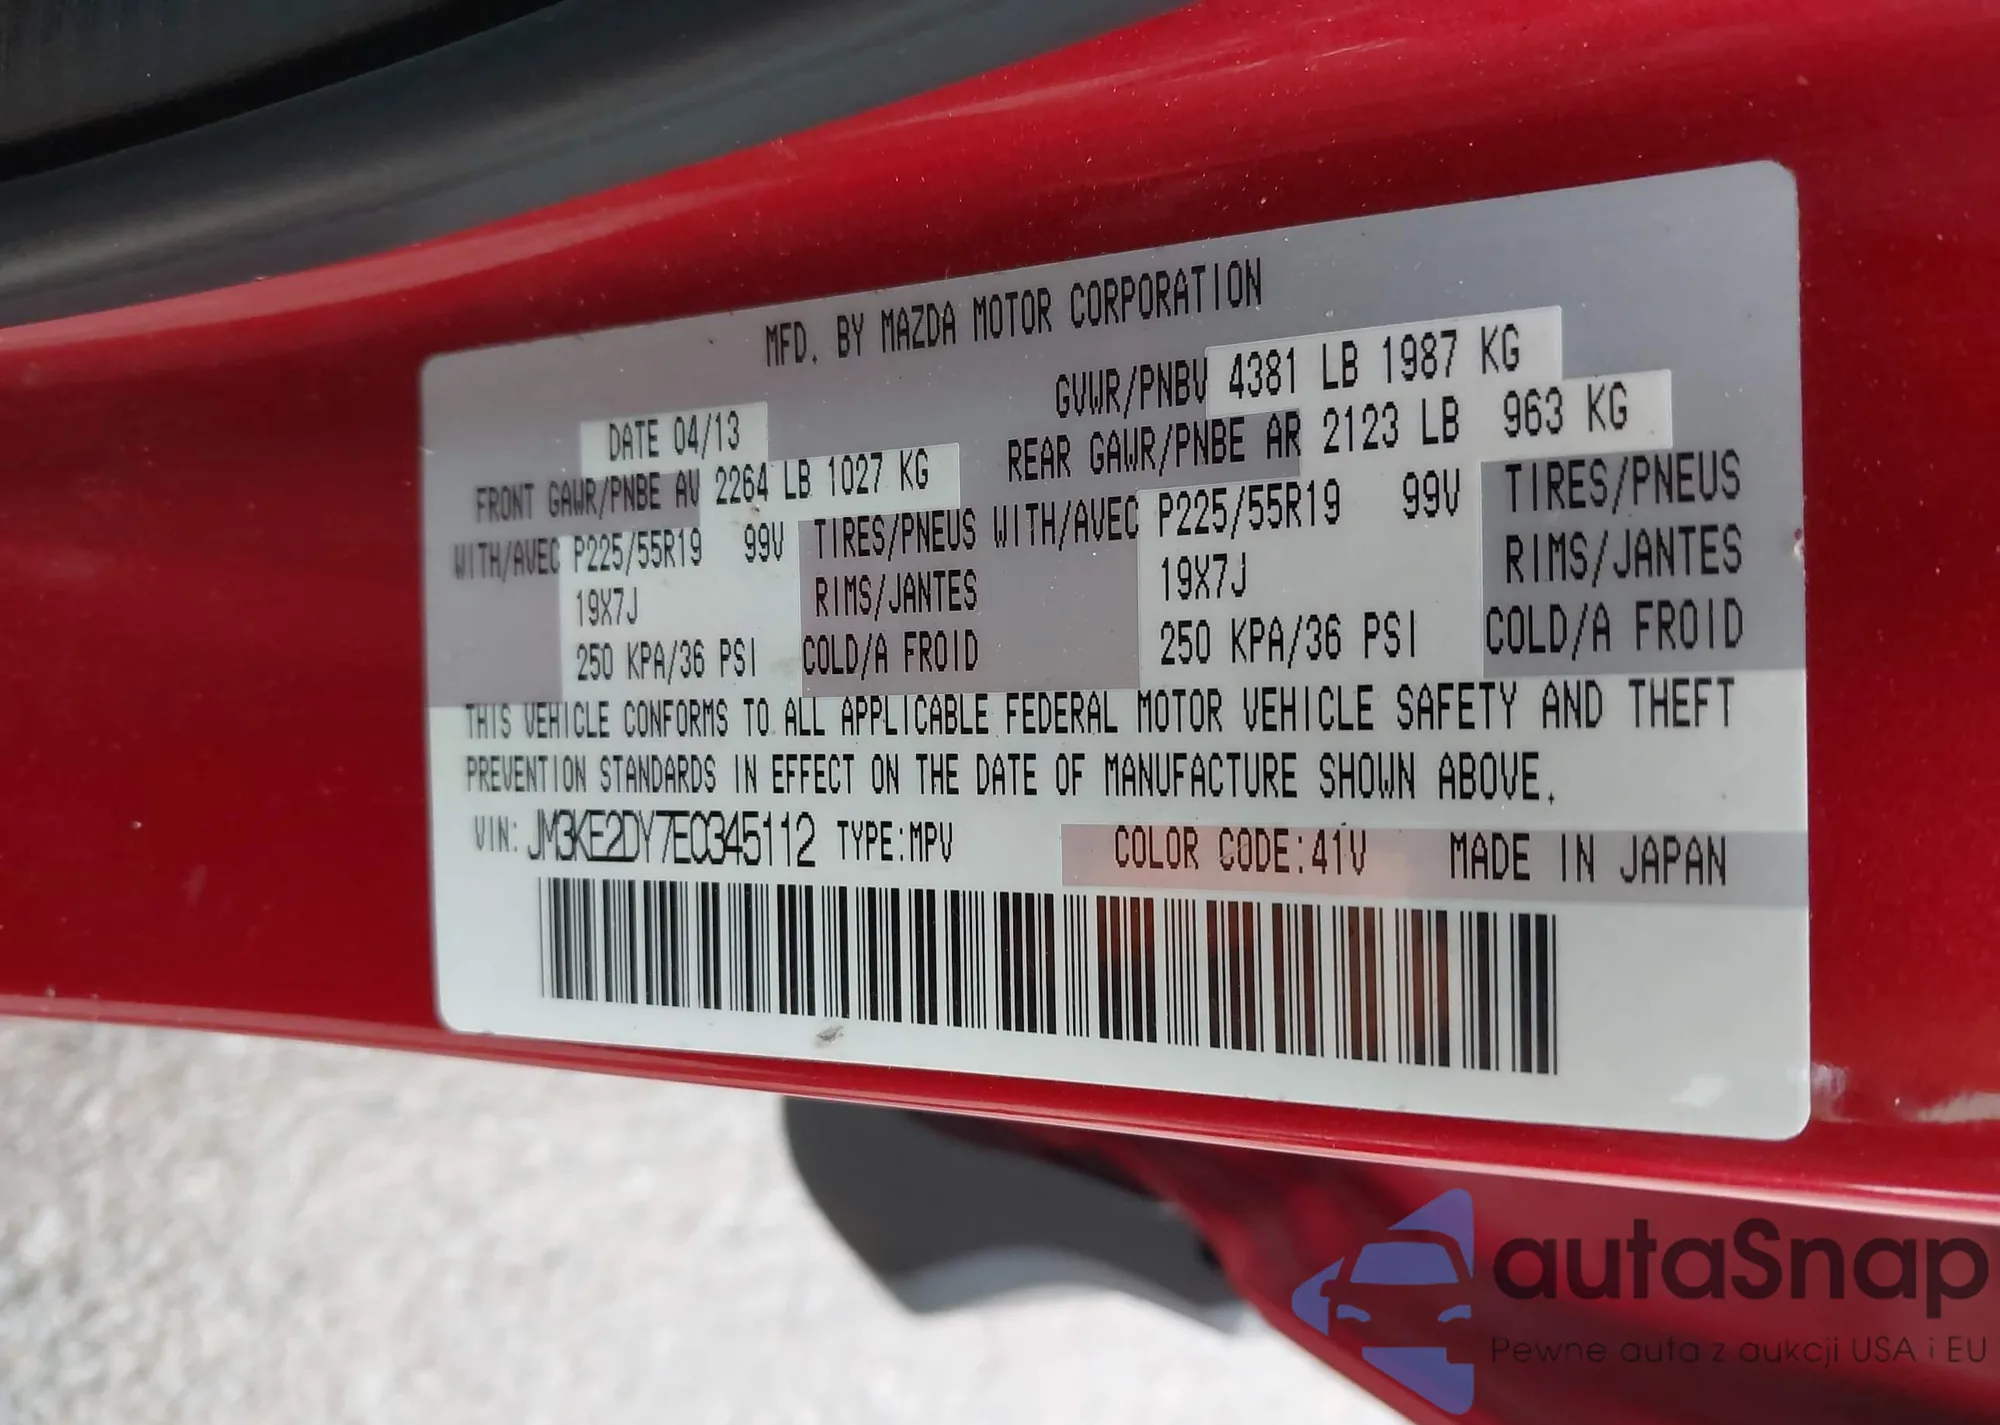 MFD. BY MAZDA MOTOR CORPORATION
GVWR/PNBV 4381 LB 1987 KG
DATE 04/13
FRONT GAWR/PNBE AV 2264 LB 1027 KG
REAR GAWR/PNBE AR 2123 LB 963 KG
WITH/AVEC P225/55R19 99V TIRES/PNEUS WITH/AVEC P225/55R19 99V TIRES/PNEUS
19X7J RIMS/JANTES 19X7J RIMS/JANTES
250 KPA/36 PSI COLD/A FROID 250 KPA/36 PSI COLD/A FROID
THIS VEHICLE CONFORMS TO ALL APPLICABLE FEDERAL MOTOR VEHICLE SAFETY AND THEFT
PREVENTION STANDARDS IN EFFECT ON THE DATE OF MANUFACTURE SHOWN ABOVE.
VIN: JM3KE2DY7E0345112 TYPE:MPV COLOR CODE:41V MADE IN JAPAN
autaSnap
Pewne auta z aukcji USA i EU